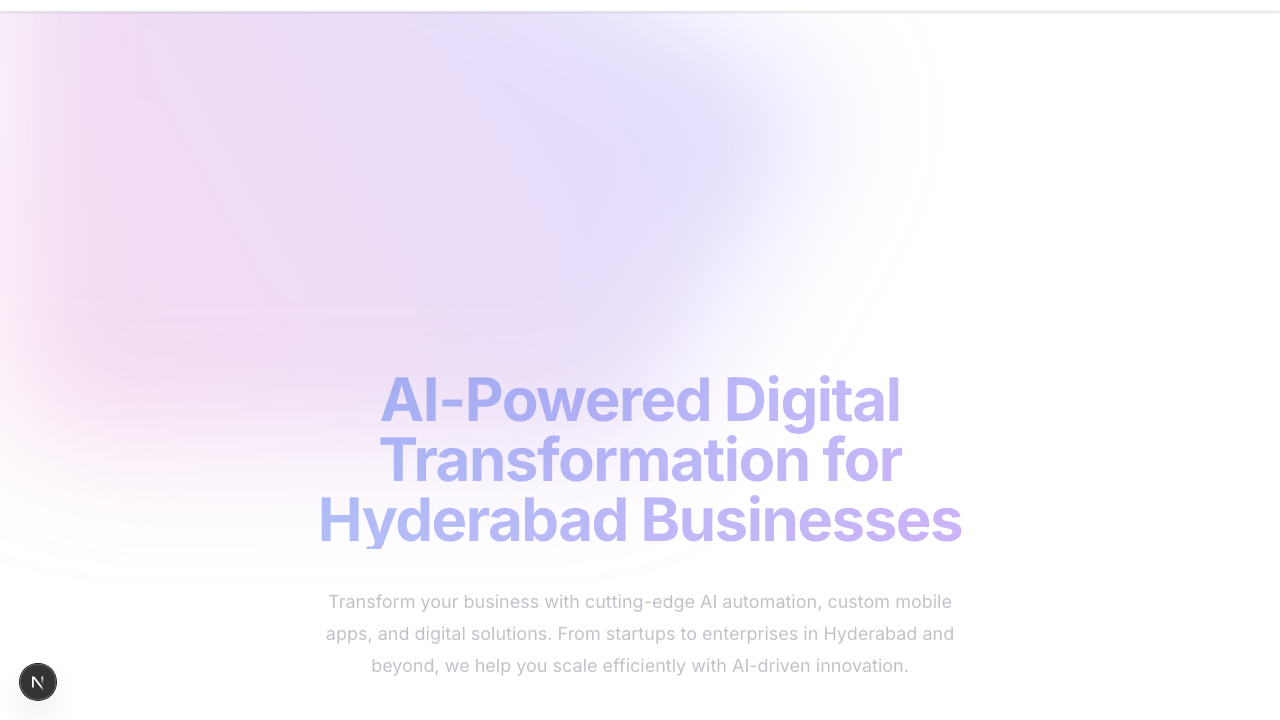 AI-Powered Digital
Transformation for
Hyderabad Businesses
Transform your business with cutting-edge AI automation, custom mobile
apps, and digital solutions. From startups to enterprises in Hyderabad and
beyond, we help you scale efficiently with AI-driven innovation.
N